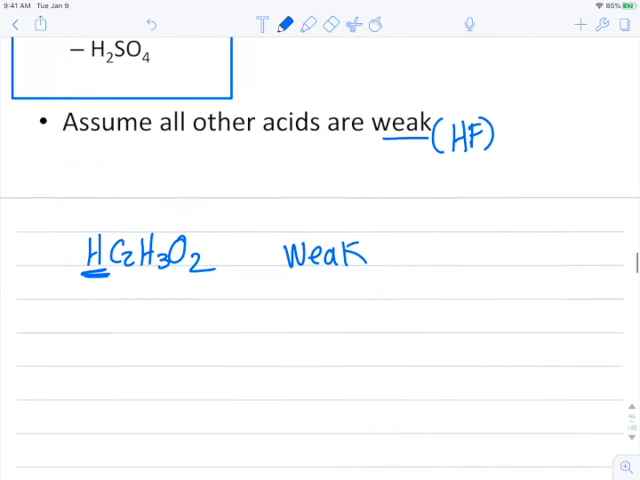 9:41 AM Tue Jan 9
85%
– H₂SO₄
• Assume all other acids are weak (HF)
HC₂H₃O₂ Weak